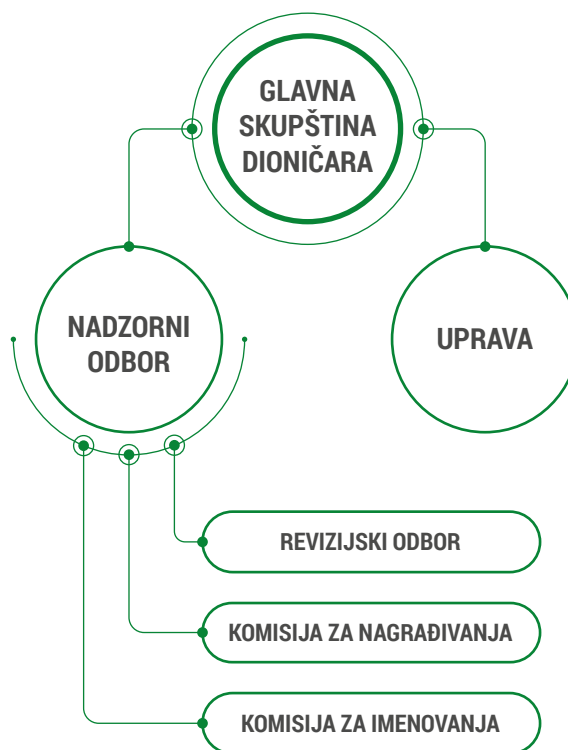 GLAVNA
SKUPŠTINA
DIONIČARA
NADZORNI
ODBOR
UPRAVA
REVIZIJSKI ODBOR
KOMISIJA ZA NAGRAĐIVANJA
KOMISIJA ZA IMENOVANJA